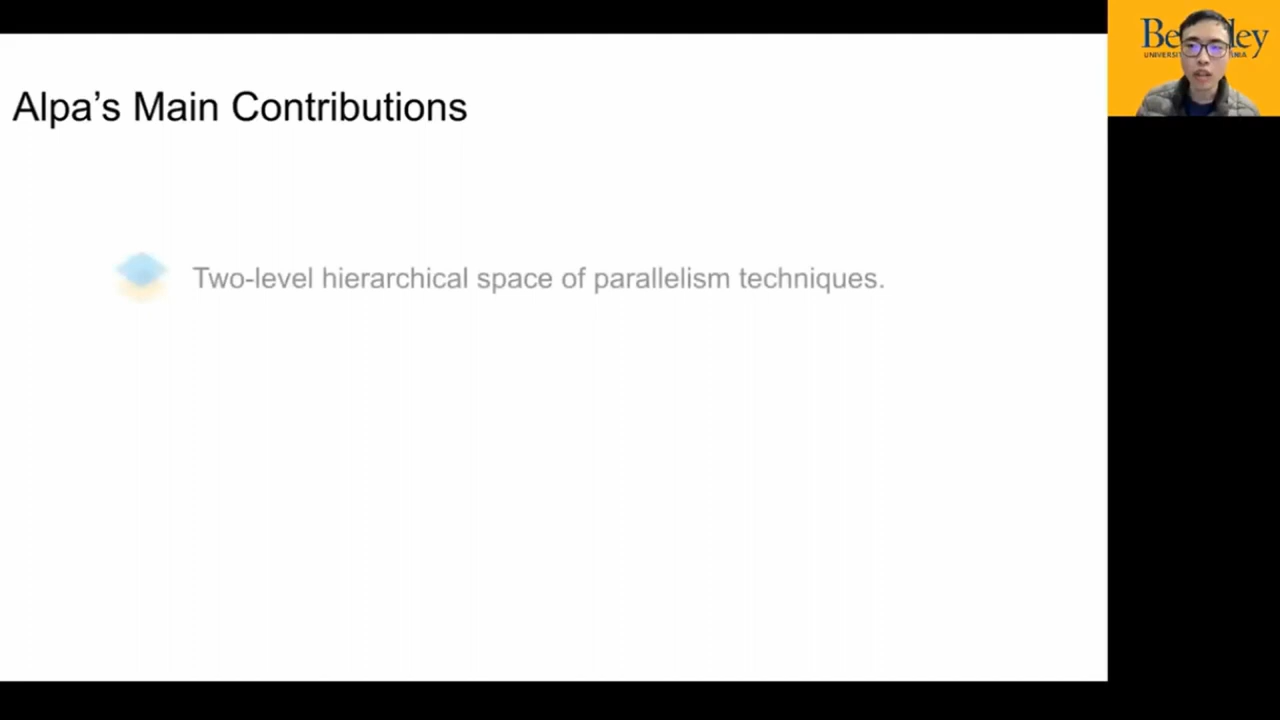 Alpa's Main Contributions
Two-level hierarchical space of parallelism techniques.